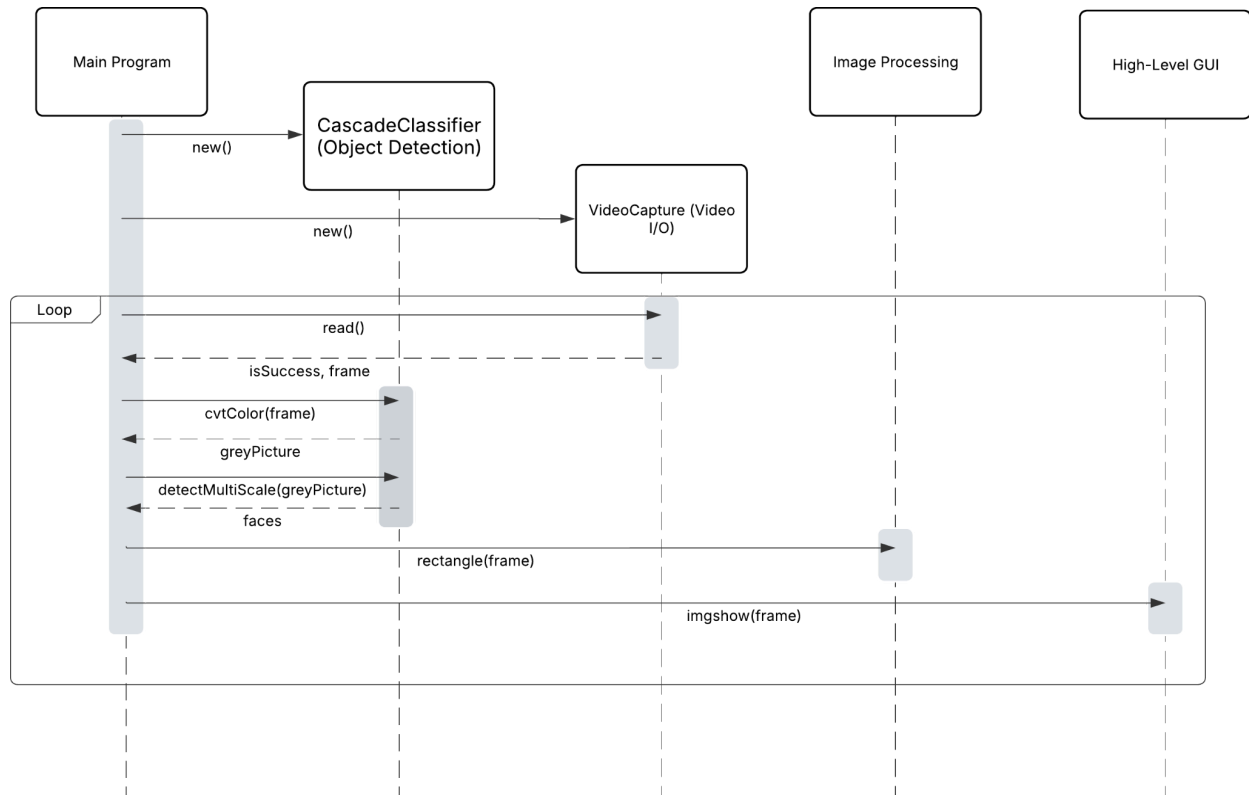 Main Program
Image Processing
High-Level GUI
CascadeClassifier
(Object Detection)
new()
VideoCapture (Video
I/O)
new()
Loop
read()
isSuccess, frame
cvtColor(frame)
greyPicture
detectMultiScale(greyPicture)
faces
rectangle(frame)
imgshow(frame)